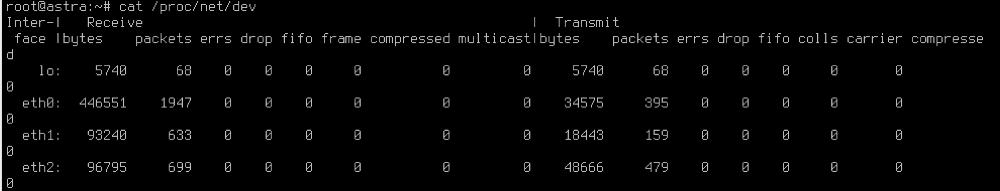 root@astra:~# cat /proc/net/dev
Inter-|   Receive                                                |  Transmit
 face |bytes    packets errs drop fifo frame compressed multicast|bytes    packets errs drop fifo colls carrier compresse
d
    lo:    5740      68    0    0    0     0          0         0     5740      68    0    0    0     0       0
0
  eth0:  446551    1947    0    0    0     0          0         0    34575     395    0    0    0     0       0
0
  eth1:   93240     633    0    0    0     0          0         0    18443     159    0    0    0     0       0
0
  eth2:   96795     699    0    0    0     0          0         0    48666     479    0    0    0     0       0
0